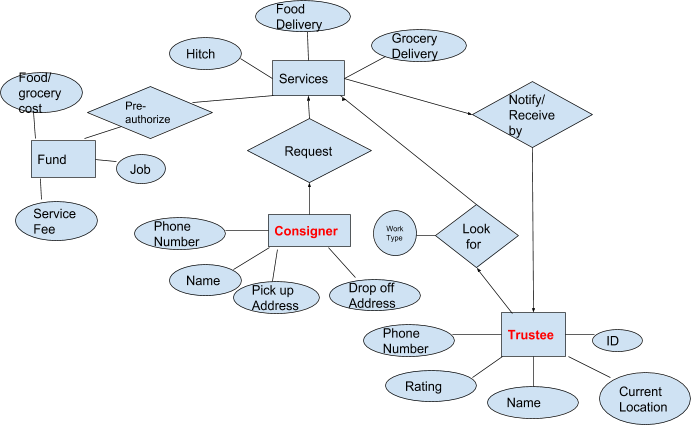 Food
Delivery
Hitch
Grocery
Delivery
Services
Food/
grocery
cost
Pre-
authorize
Notify/
Receive
by
Fund
Job
Request
Service
Fee
Phone
Number
Consigner
Work
Type
Look
for
Name
Pick up
Address
Drop off
Address
Phone
Number
Trustee
ID
Rating
Name
Current
Location